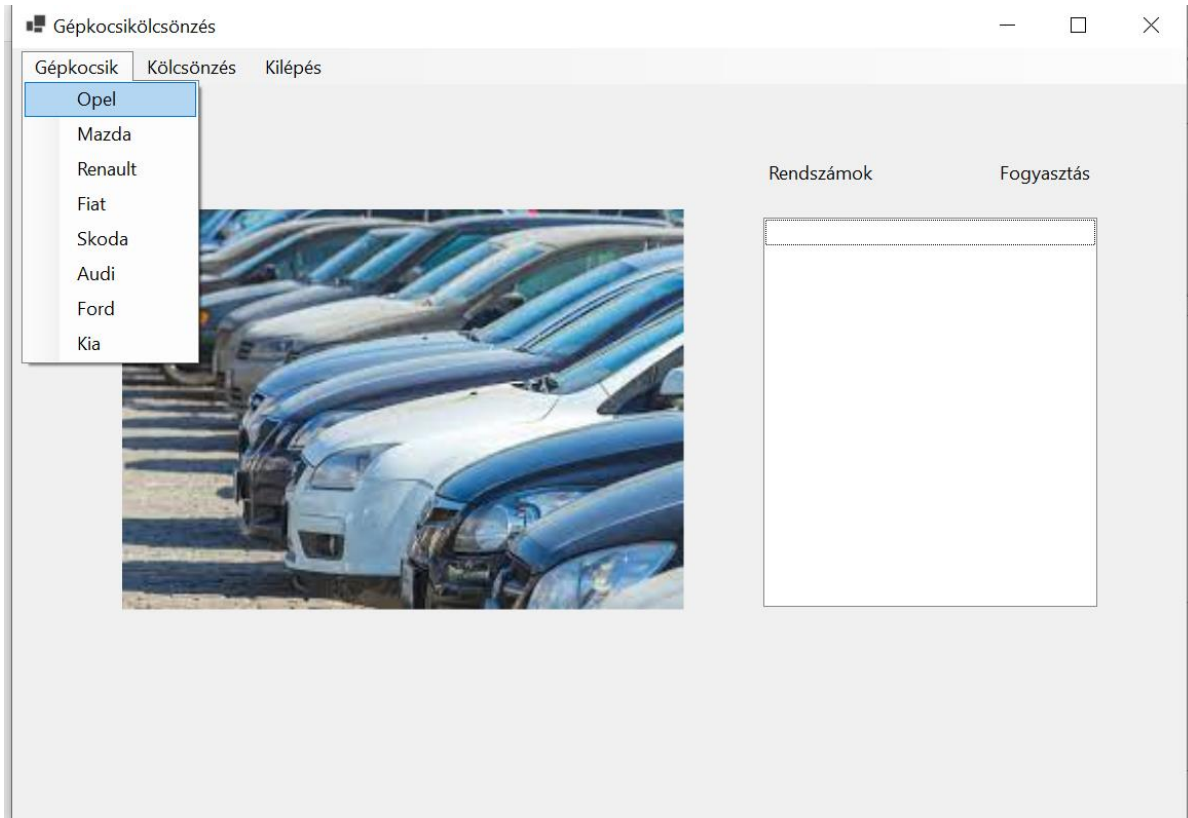 Gépkocsikölcsönzés
Gépkocsik Kölcsönzés Kilépés
Opel
Mazda
Renault
Fiat
Skoda
Audi
Ford
Kia
Rendszámok Fogyasztás